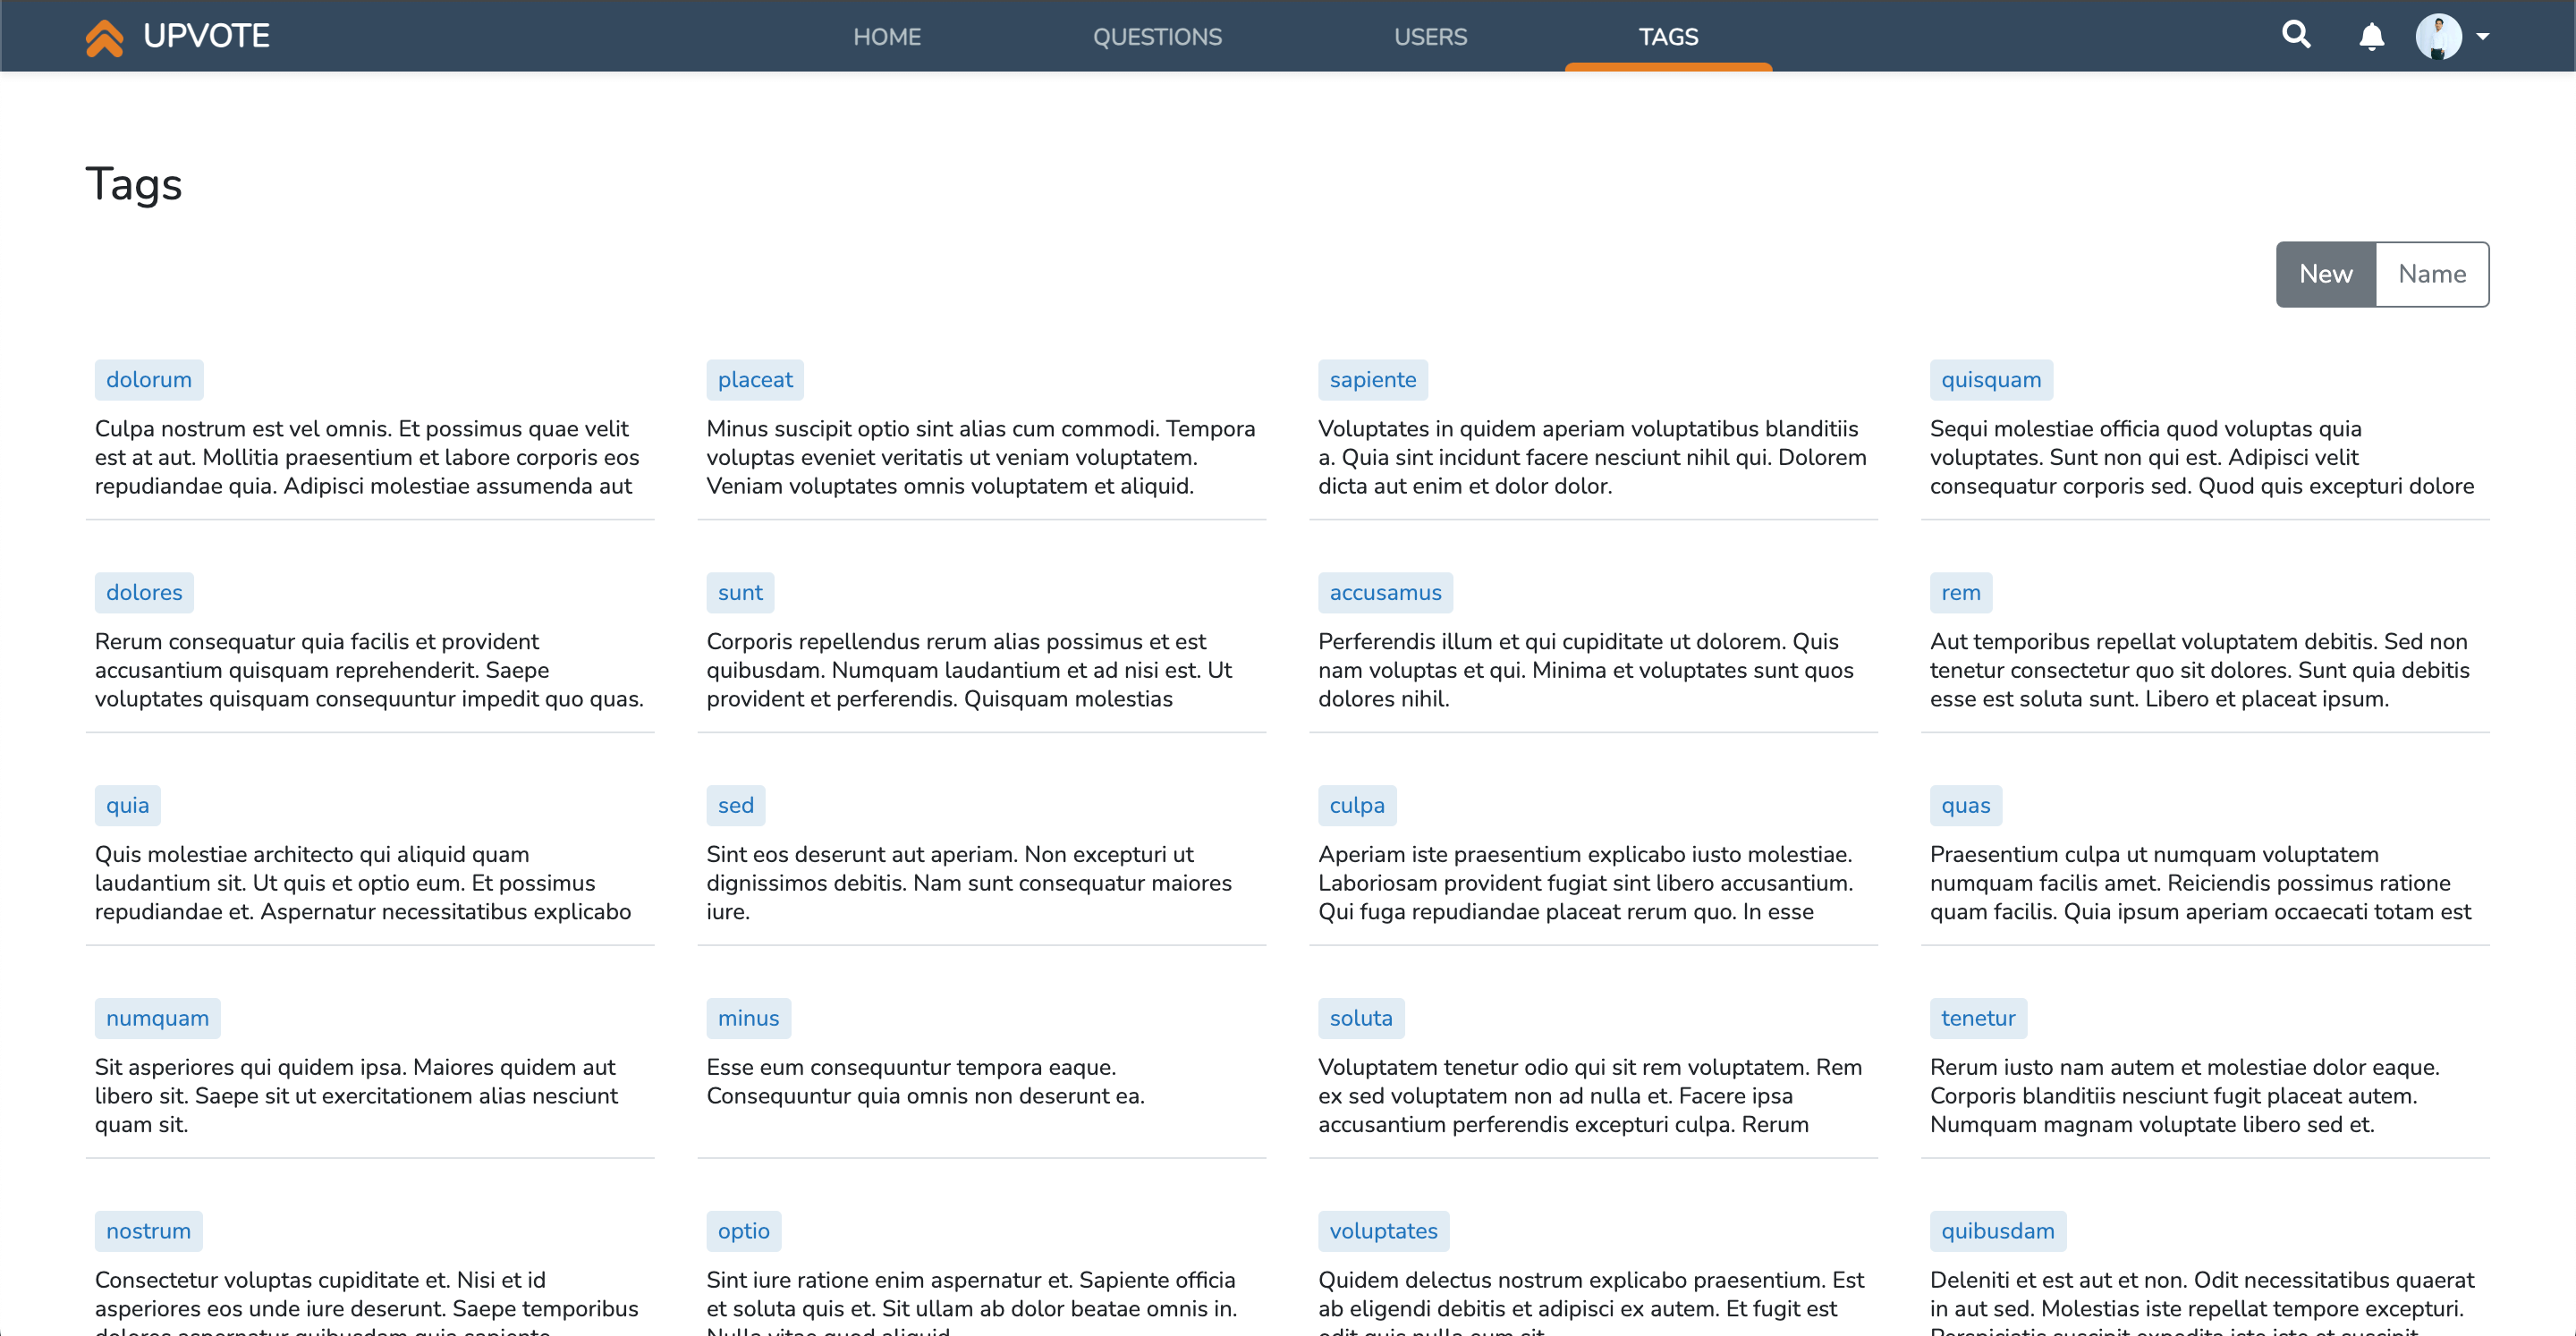 UPVOTE
HOME
QUESTIONS
USERS
TAGS
Tags
New
Name
dolorum
Culpa nostrum est vel omnis. Et possimus quae velit
est at aut. Mollitia praesentium et labore corporis eos
repudiandae quia. Adipisci molestiae assumenda aut
placeat
Minus suscipit optio sint alias cum commodi. Tempora
voluptas eveniet veritatis ut veniam voluptatem.
Veniam voluptates omnis voluptatem et aliquid.
sapiente
Voluptates in quidem aperiam voluptatibus blanditiis
a. Quia sint incidunt facere nesciunt nihil qui. Dolorem
dicta aut enim et dolor dolor.
quisquam
Sequi molestiae officia quod voluptas quia
voluptates. Sunt non qui est. Adipisci velit
consequatur corporis sed. Quod quis excepturi dolore
dolores
Rerum consequatur quia facilis et provident
accusantium quisquam reprehenderit. Saepe
voluptates quisquam consequuntur impedit quo quas.
sunt
Corporis repellendus rerum alias possimus et est
quibusdam. Numquam laudantium et ad nisi est. Ut
provident et perferendis. Quisquam molestias
accusamus
Perferendis illum et qui cupiditate ut dolorem. Quis
nam voluptas et qui. Minima et voluptates sunt quos
dolores nihil.
rem
Aut temporibus repellat voluptatem debitis. Sed non
tenetur consectetur quo sit dolores. Sunt quia debitis
esse est soluta sunt. Libero et placeat ipsum.
quia
Quis molestiae architecto qui aliquid quam
laudantium sit. Ut quis et optio eum. Et possimus
repudiandae et. Aspernatur necessitatibus explicabo
sed
Sint eos deserunt aut aperiam. Non excepturi ut
dignissimos debitis. Nam sunt consequatur maiores
iure.
culpa
Aperiam iste praesentium explicabo iusto molestiae.
Laboriosam provident fugiat sint libero accusantium.
Qui fuga repudiandae placeat rerum quo. In esse
quas
Praesentium culpa ut numquam voluptatem
numquam facilis amet. Reiciendis possimus ratione
quam facilis. Quia ipsum aperiam occaecati totam est
numquam
Sit asperiores qui quidem ipsa. Maiores quidem aut
libero sit. Saepe sit ut exercitationem alias nesciunt
quam sit.
minus
Esse eum consequuntur tempora eaque.
Consequuntur quia omnis non deserunt ea.
soluta
Voluptatem tenetur odio qui sit rem voluptatem. Rem
ex sed voluptatem non ad nulla et. Facere ipsa
accusantium perferendis excepturi culpa. Rerum
tenetur
Rerum iusto nam autem et molestiae dolor eaque.
Corporis blanditiis nesciunt fugit placeat autem.
Numquam magnam voluptate libero sed et.
nostrum
Consectetur voluptas cupiditate et. Nisi et id
asperiores eos unde iure deserunt. Saepe temporibus
optio
Sint iure ratione enim aspernatur et. Sapiente officia
et soluta quis et. Sit ullam ab dolor beatae omnis in.
voluptates
Quidem delectus nostrum explicabo praesentium. Est
ab eligendi debitis et adipisci ex autem. Et fugit est
quibusdam
Deleniti et est aut et non. Odit necessitatibus quaerat
in aut sed. Molestias iste repellat tempore excepturi.